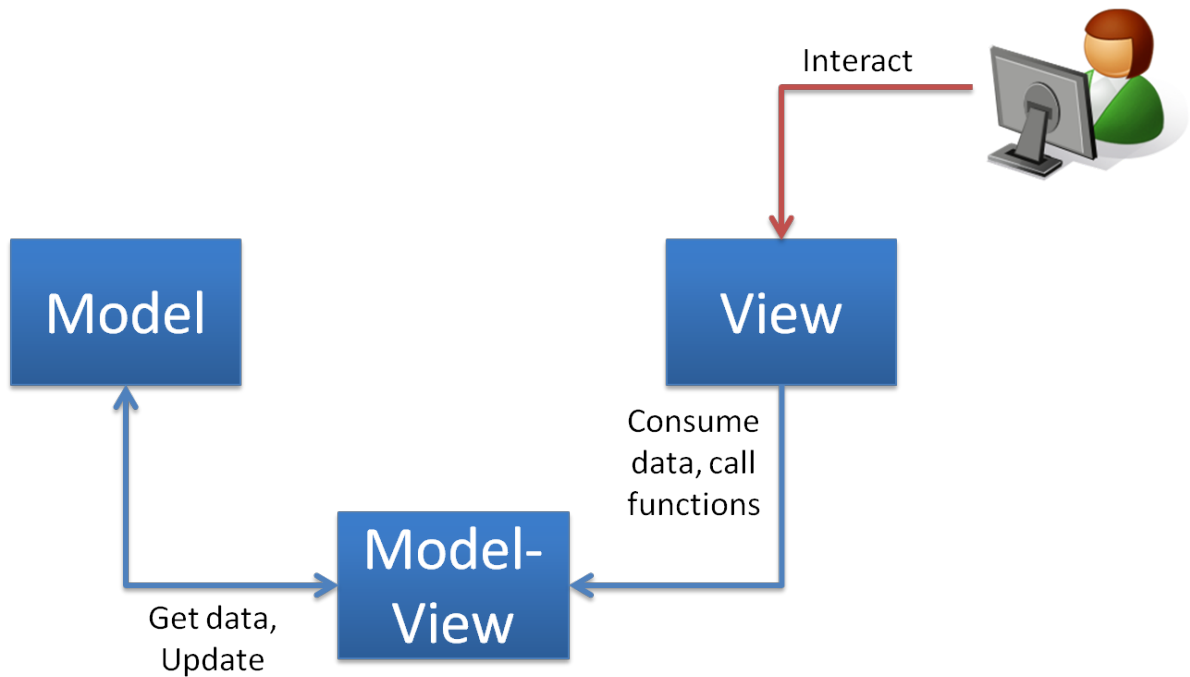 Interact
Model
View
Consume
data, call
functions
Model-
View
Get data,
Update